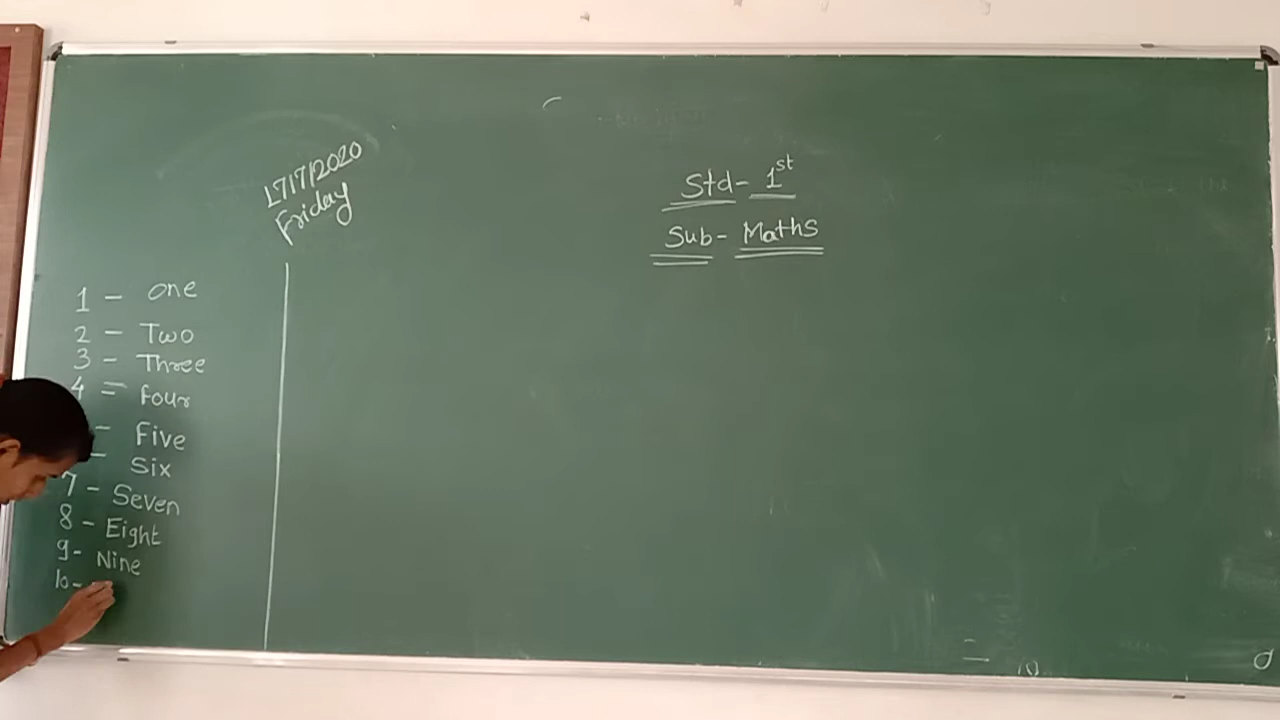 17/7/2020
Friday
Std- 1st
Sub- Maths
1 - one
2 - Two
3 - Three
4 = four
- Five
- Six
7 - Seven
8 - Eight
9- Nine
10-